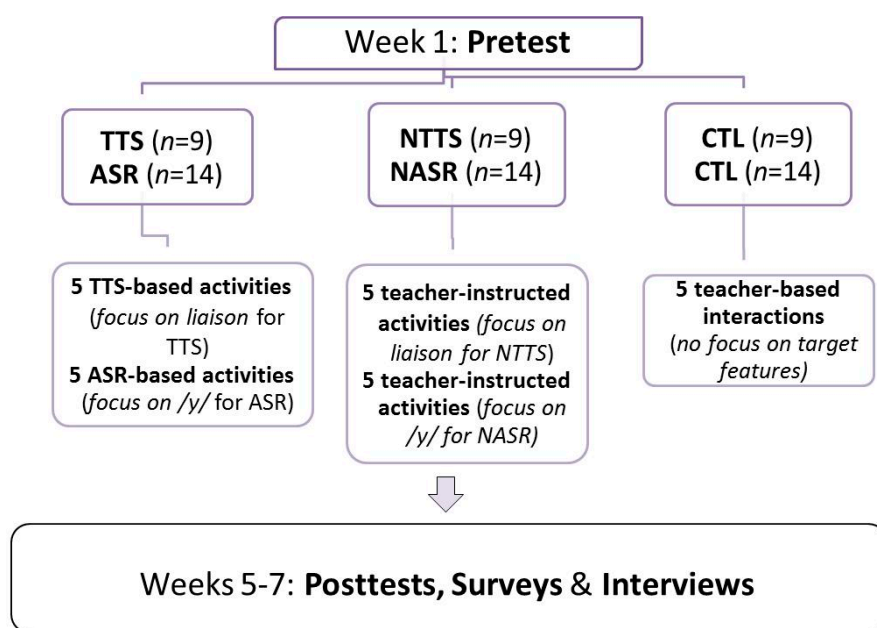 Week 1: Pretest
TTS (n=9)
ASR (n=14)
NTTS (n=9)
NASR (n=14)
CTL (n=9)
CTL (n=14)
5 TTS-based activities
(focus on liaison for
TTS)
5 ASR-based activities
(focus on /y/ for ASR)
5 teacher-instructed
activities (focus on
liaison for NTTS)
5 teacher-instructed
activities (focus on
/y/ for NASR)
5 teacher-based
interactions
(no focus on target
features)
Weeks 5-7: Posttests, Surveys & Interviews